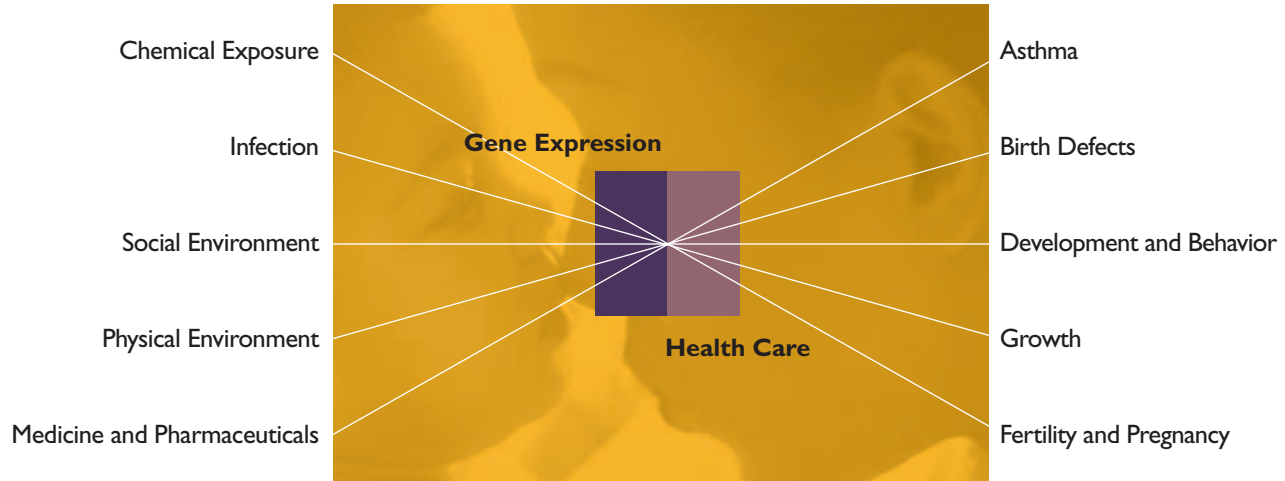 Chemical Exposure
Infection
Social Environment
Physical Environment
Medicine and Pharmaceuticals
Gene Expression
Health Care
Asthma
Birth Defects
Development and Behavior
Growth
Fertility and Pregnancy